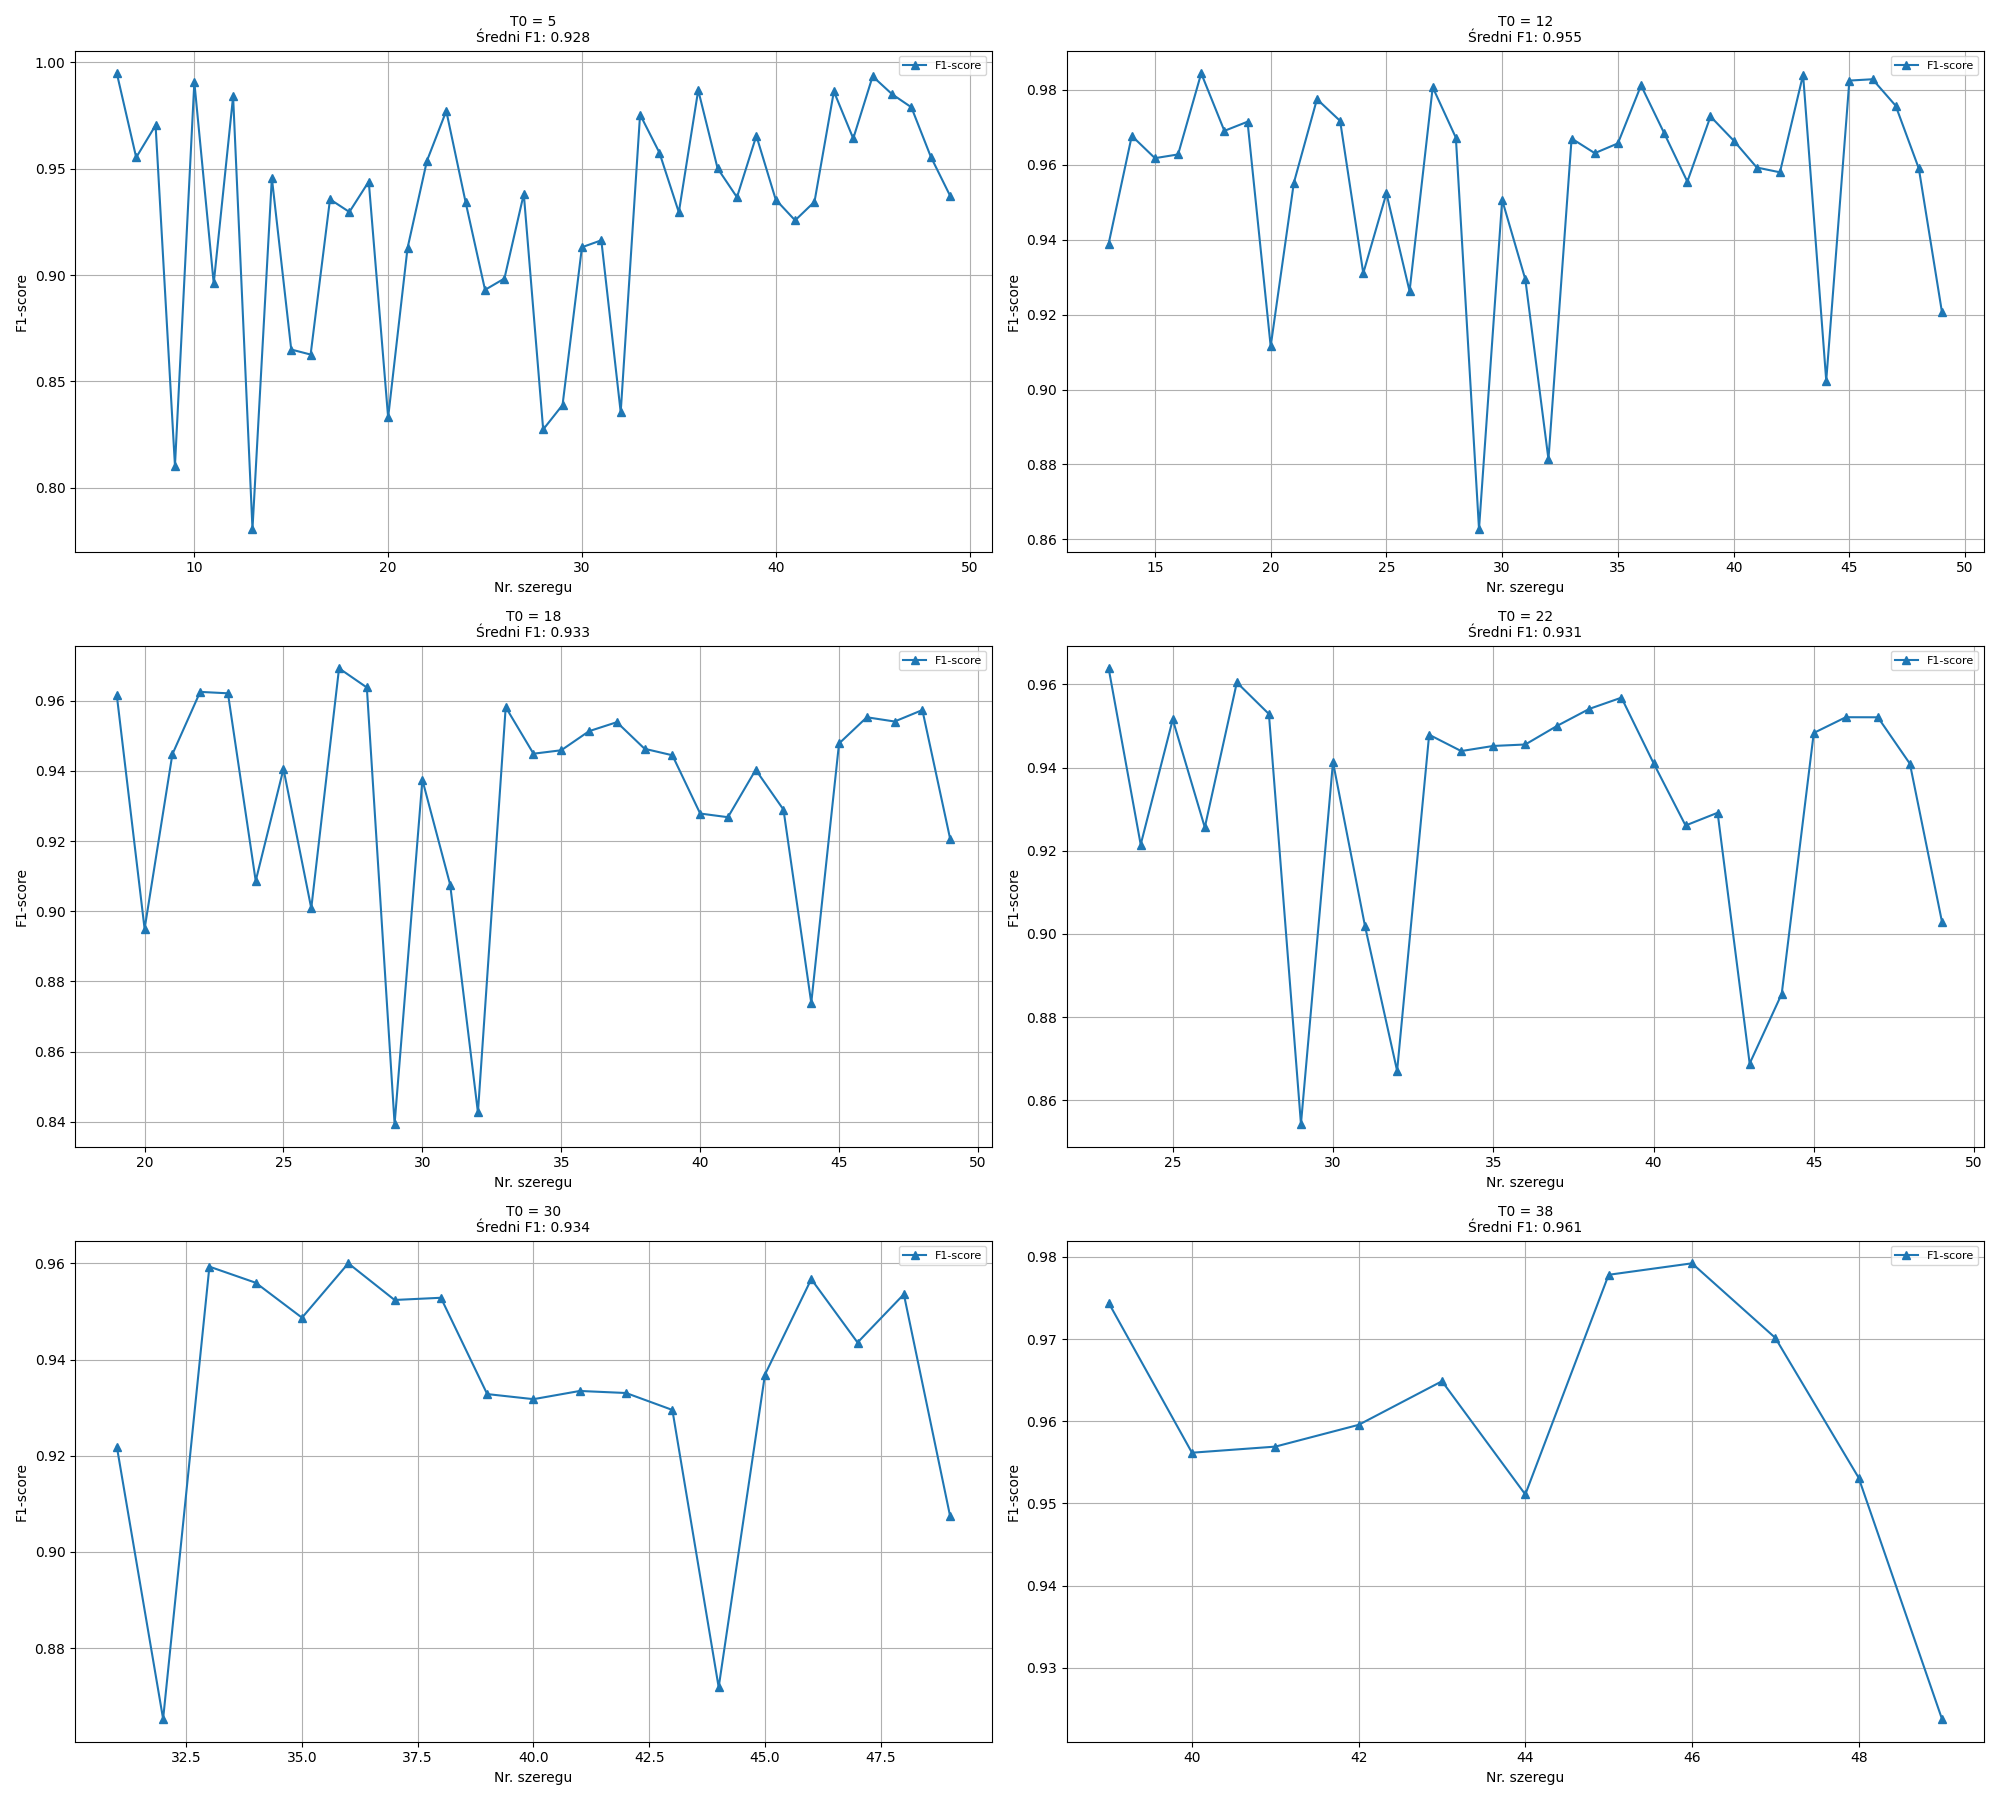 T0 = 5
Średni F1: 0.928
F1-score
1.00
0.95
0.90
0.85
0.80
F1-score
10
20
30
40
50
Nr. szeregu
T0 = 12
Średni F1: 0.955
F1-score
0.98
0.96
0.94
0.92
0.90
0.88
0.86
F1-score
15
20
25
30
35
40
45
50
Nr. szeregu
T0 = 18
Średni F1: 0.933
F1-score
0.96
0.94
0.92
0.90
0.88
0.86
0.84
F1-score
20
25
30
35
40
45
50
Nr. szeregu
T0 = 22
Średni F1: 0.931
F1-score
0.96
0.94
0.92
0.90
0.88
0.86
F1-score
25
30
35
40
45
50
Nr. szeregu
T0 = 30
Średni F1: 0.934
F1-score
0.96
0.94
0.92
0.90
0.88
F1-score
32.5
35.0
37.5
40.0
42.5
45.0
47.5
Nr. szeregu
T0 = 38
Średni F1: 0.961
F1-score
0.98
0.97
0.96
0.95
0.94
0.93
F1-score
40
42
44
46
48
Nr. szeregu